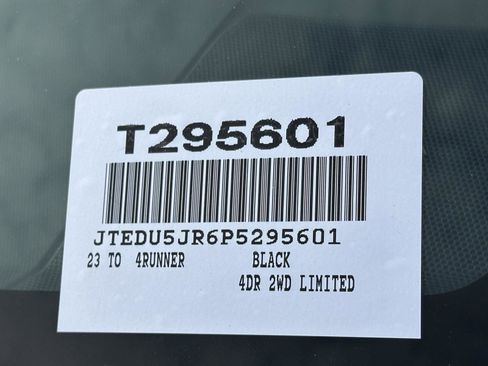 T295601
JTEDU5JR6P5295601
23 TO 4RUNNER BLACK
4DR 2WD LIMITED